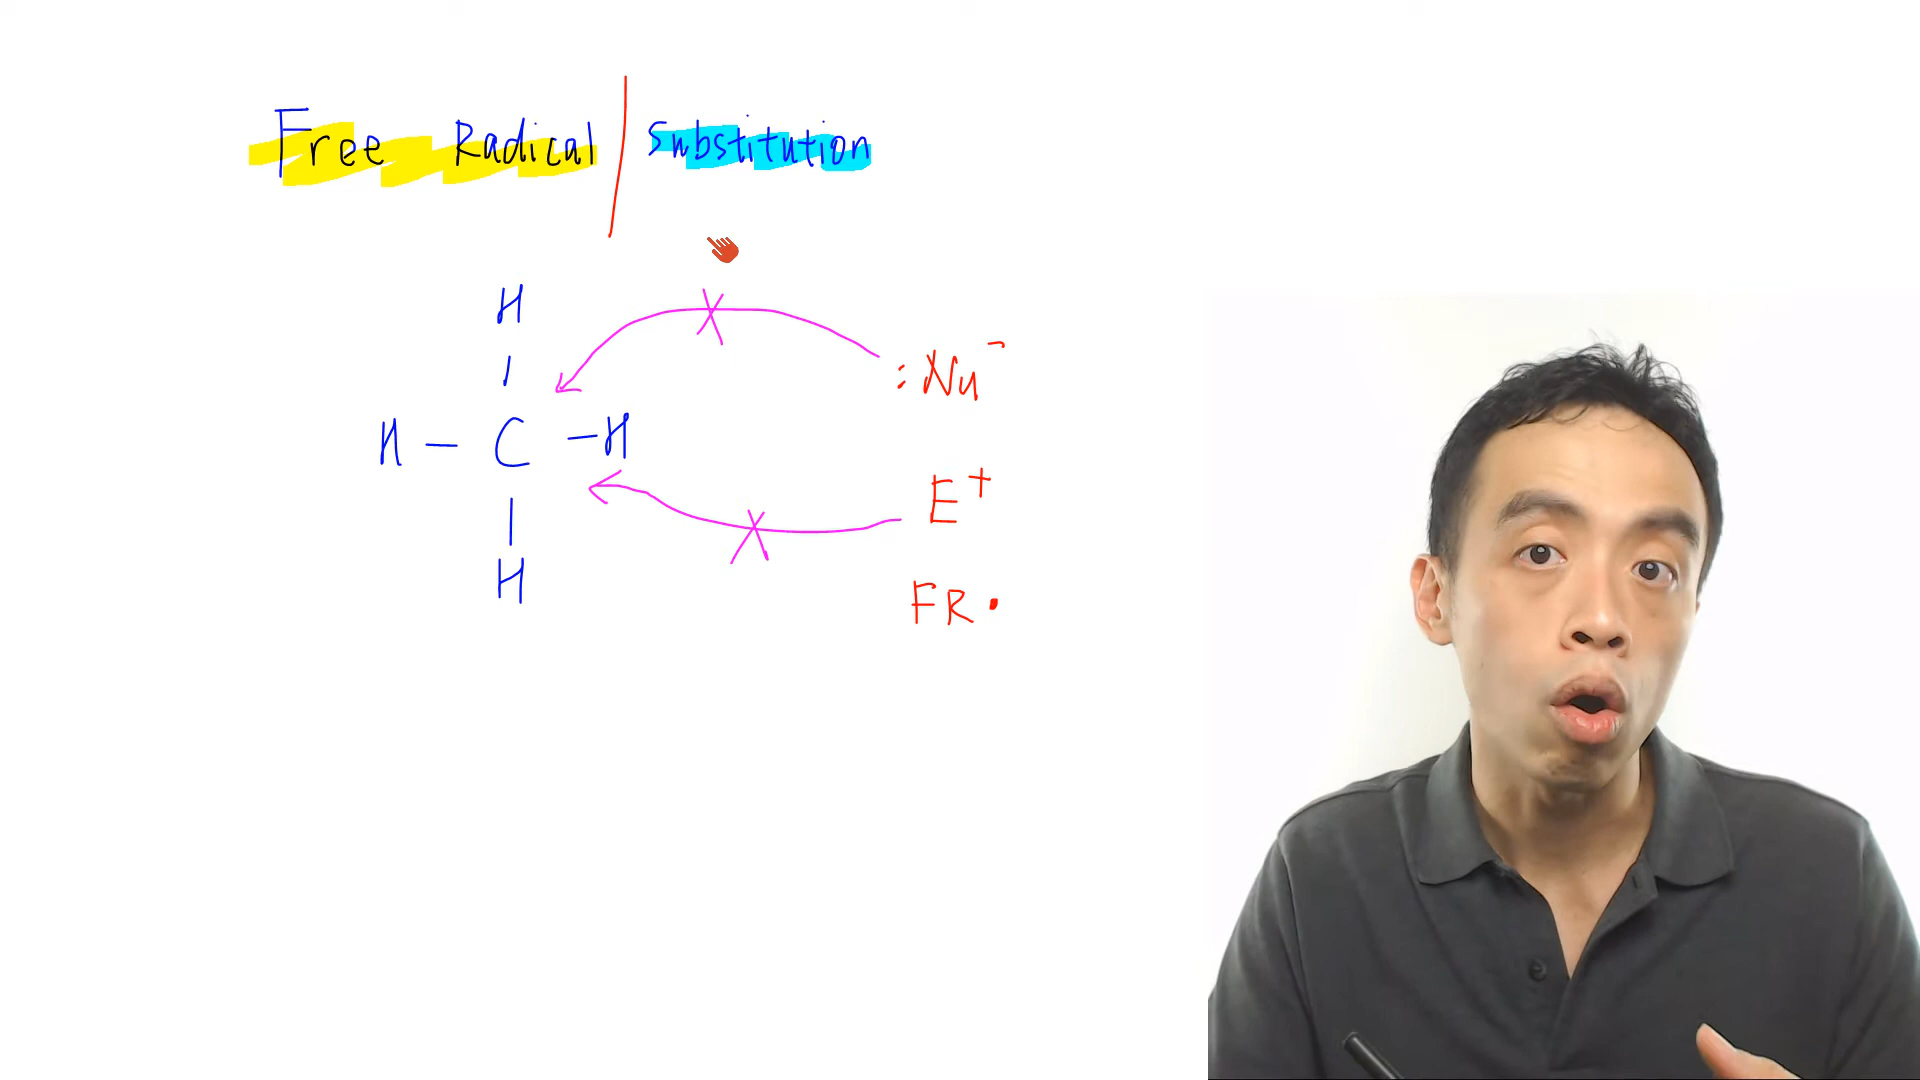 Free Radical | Substitution
H
|
H – C – H
|
H
:Nu⁻
E⁺
FR•